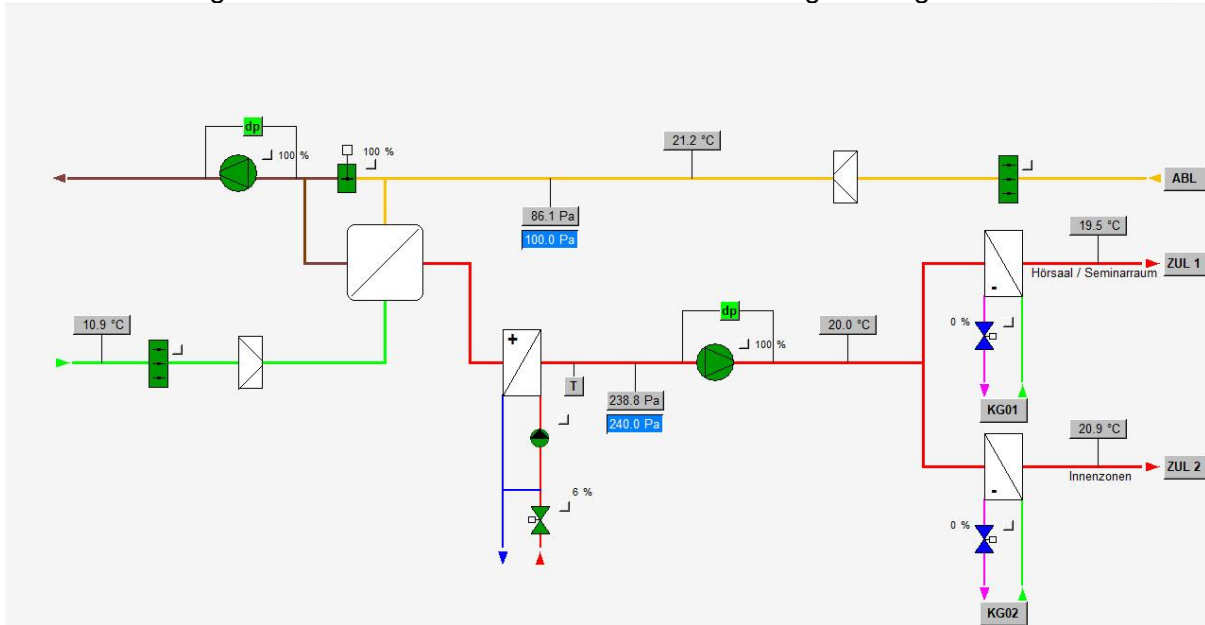 dp
100 %
100 %
21.2 °C
ABL
86.1 Pa
100.0 Pa
19.5 °C
ZUL 1
Hörsaal / Seminarraum
10.9 °C
dp
100 %
20.0 °C
0 %
+
-
T
238.8 Pa
240.0 Pa
KG01
20.9 °C
ZUL 2
Innenzonen
-
6 %
0 %
KG02